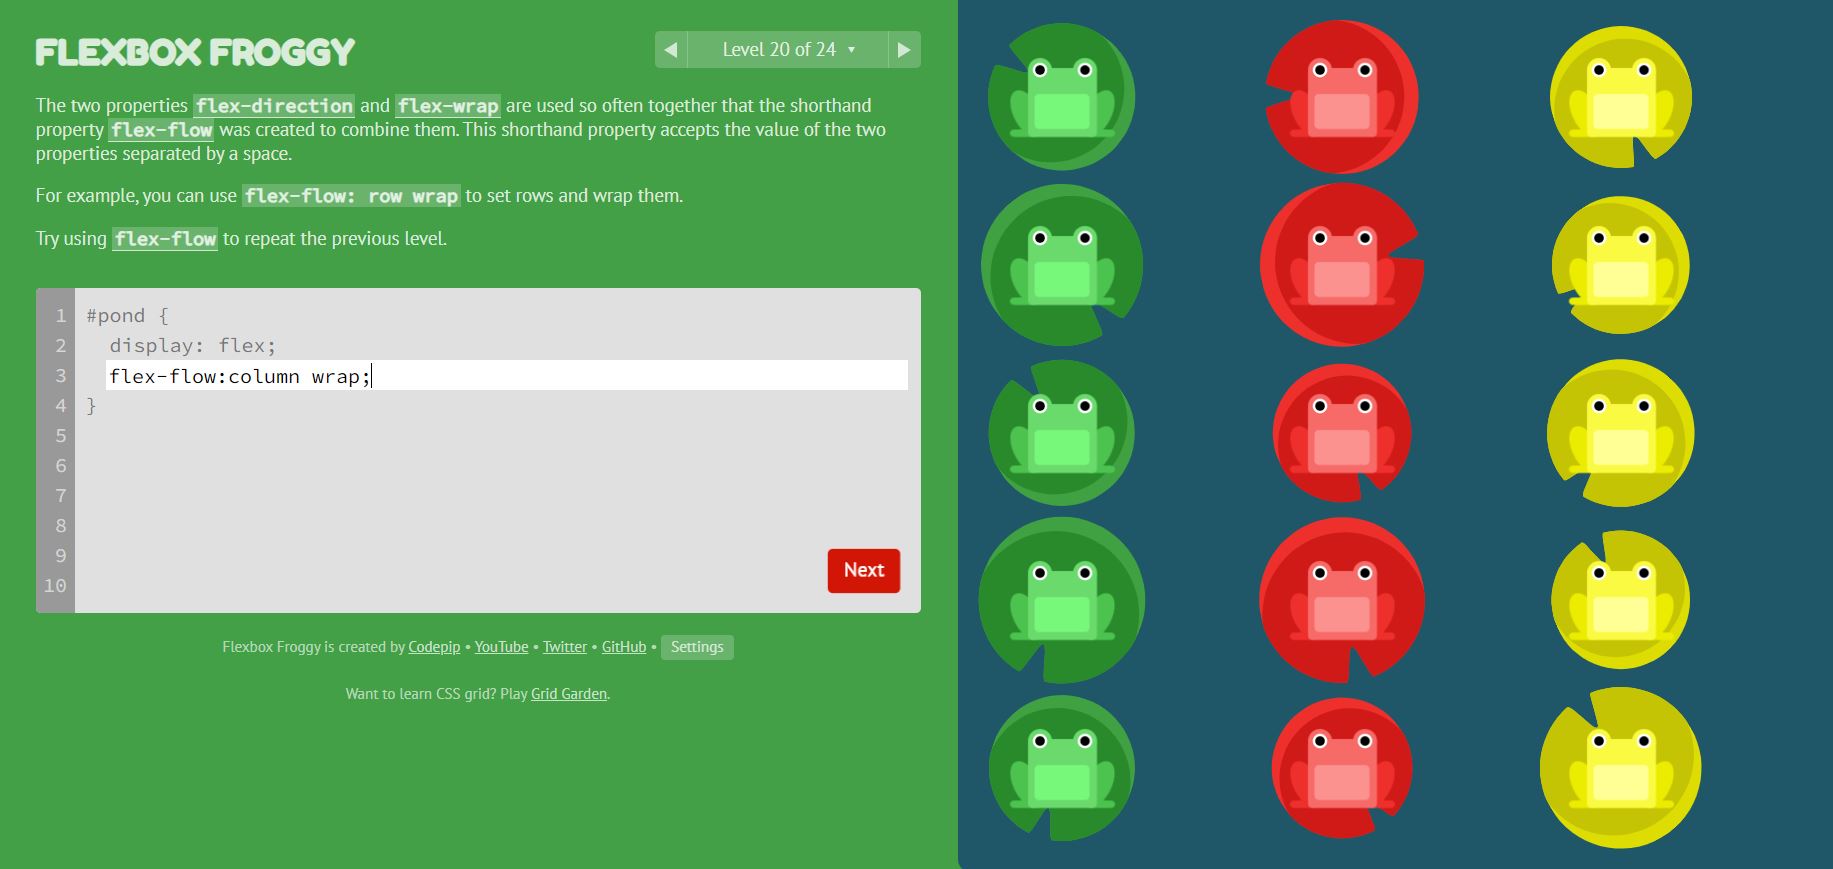 FLEXBOX FROGGY
Level 20 of 24
The two properties flex-direction and flex-wrap are used so often together that the shorthand
property flex-flow was created to combine them. This shorthand property accepts the value of the two
properties separated by a space.
For example, you can use flex-flow: row wrap to set rows and wrap them.
Try using flex-flow to repeat the previous level.
1 #pond {
2 display: flex;
3 flex-flow:column wrap;
4 }
5
6
7
8
9
10
Next
Flexbox Froggy is created by Codepip • YouTube • Twitter • GitHub • Settings
Want to learn CSS grid? Play Grid Garden.